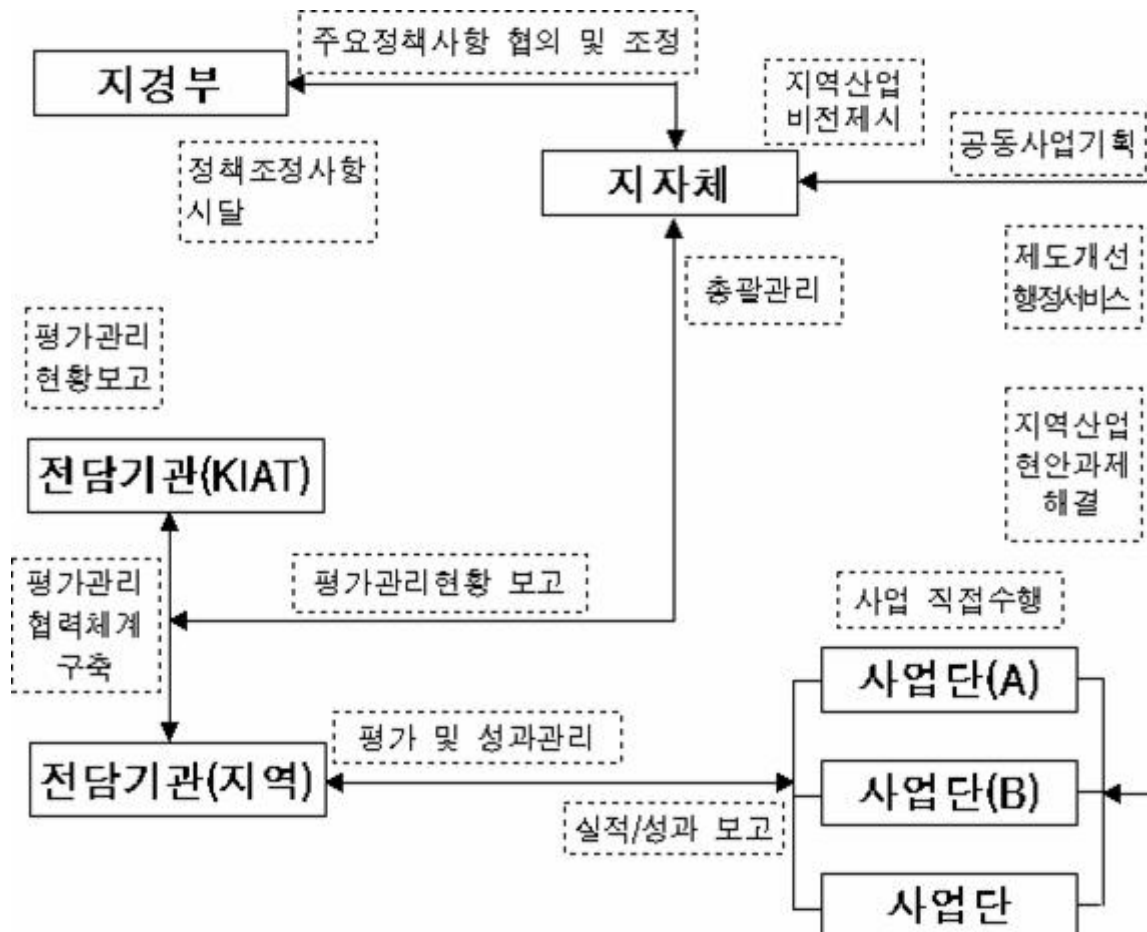 주요정책사항 협의 및 조정
지경부
지역산업
비전제시
공동사업기획
정책조정사항
시달
지자체
제도개선
행정서비스
총괄관리
평가관리
현황보고
지역산업
현안과제
해결
전담기관(KIAT)
평가관리
협력체계
구축
평가관리현황 보고
사업 직접수행
사업단(A)
평가 및 성과관리
전담기관(지역)
사업단(B)
실적/성과 보고
사업단